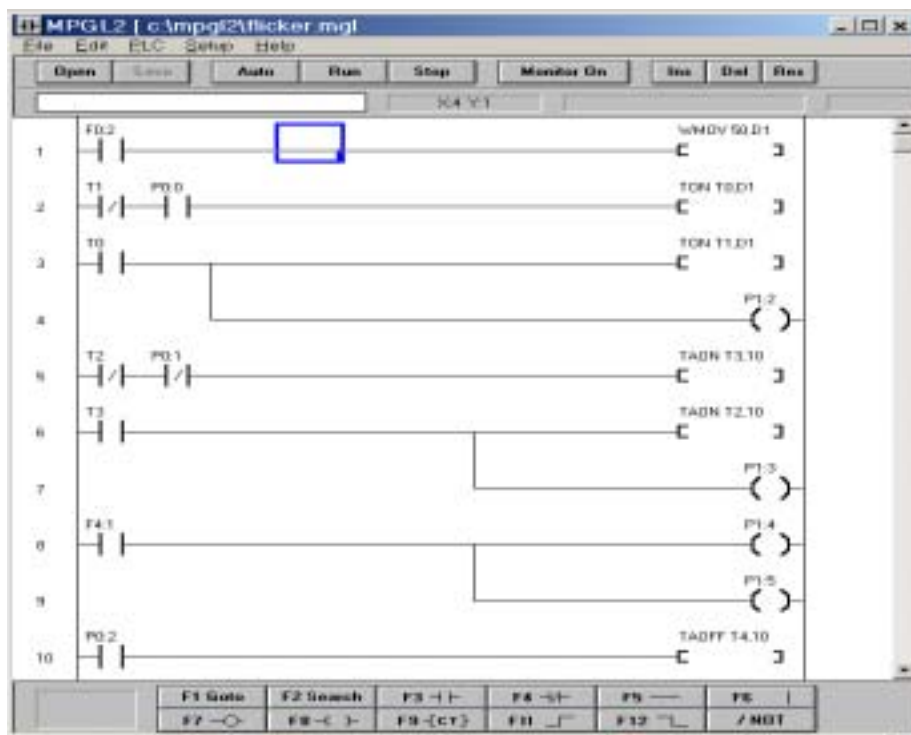 MPGL2 [ c:\mpgl2\flicker.mgl
File Edit ELC Setup Help
Open Save Auto Run Stop Monitor On Ins Del Rns
X4 Y1
F0:2 WMOV 50,D1
1
T1 P0:0 TON T0,D1
2
T0 TON T1,D1
3
P1:2
4
T2 P0:1 TAON T3,10
5
T3 TAON T2,10
6
P1:3
7
F4:1 P1:4
8
P1:5
9
P0:2 TAOFF T4,10
10
F1 Goto F2 Search F3 F4 F5 F6
F7 F8 F9-[CT] F11 F12 / NOT